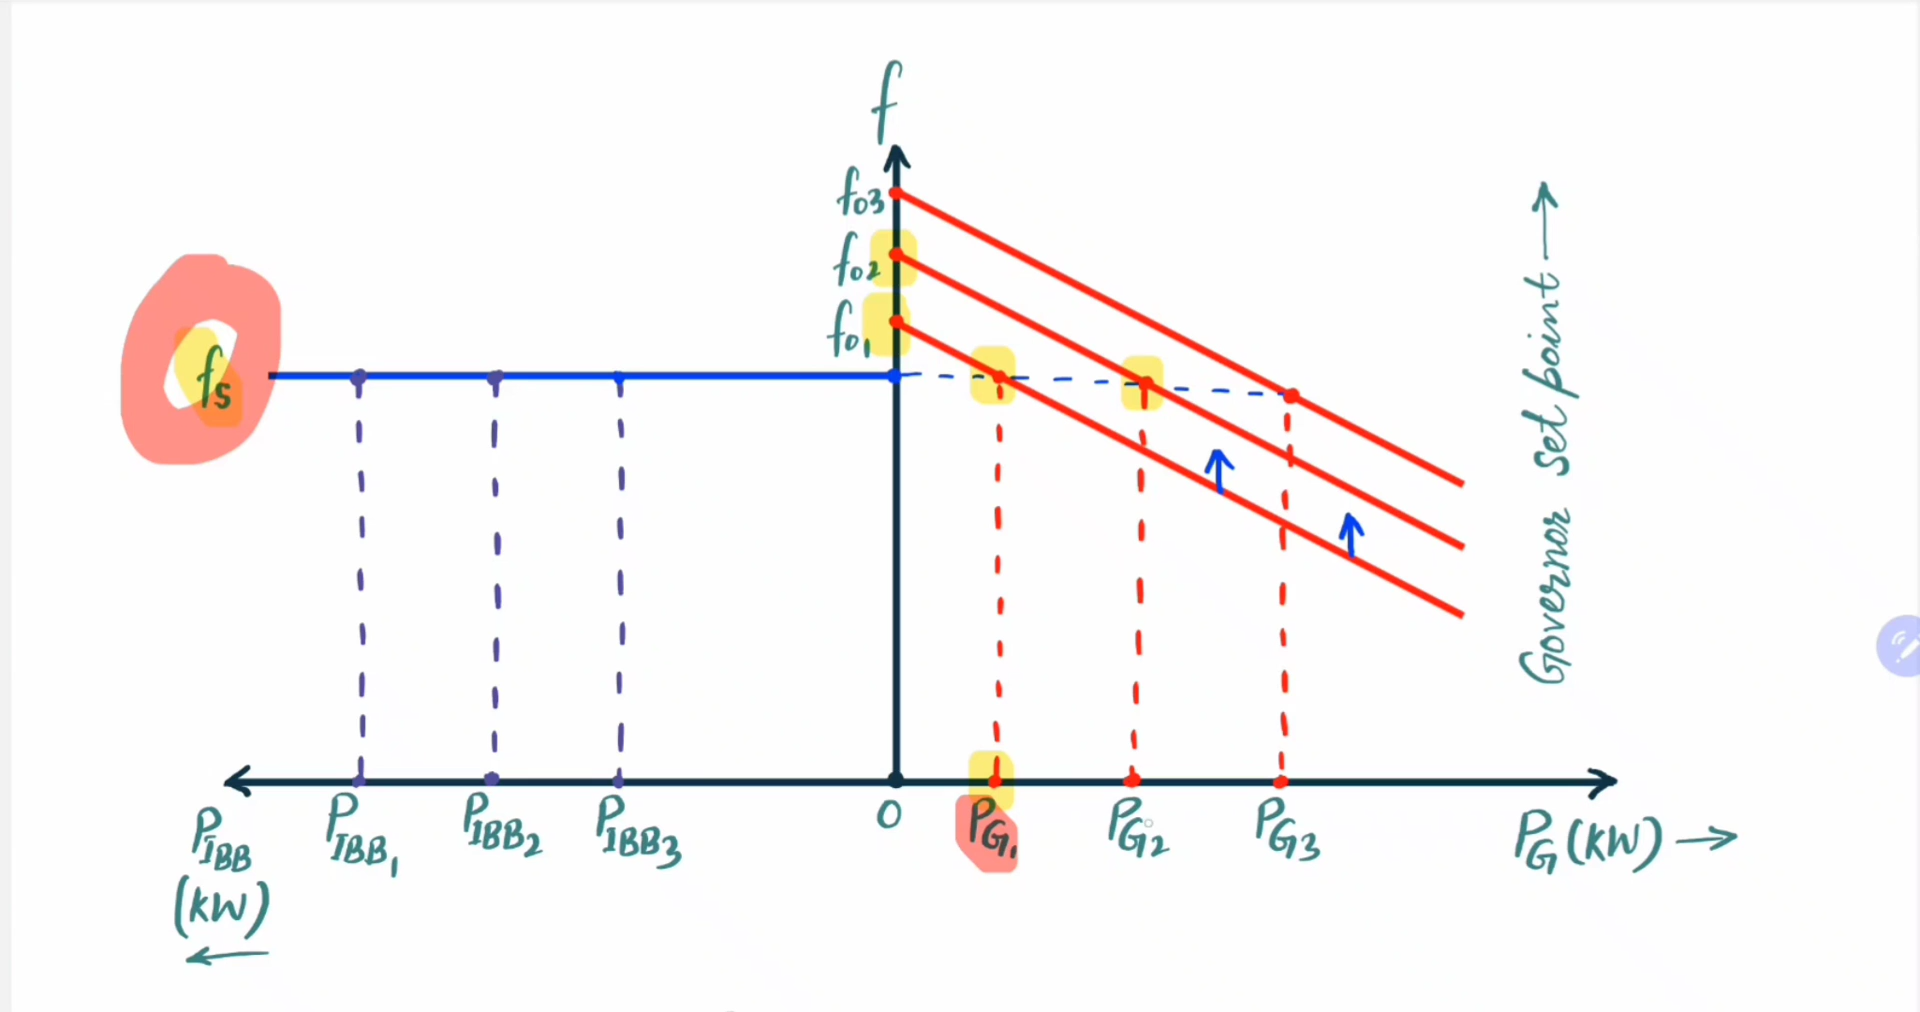 f
f03
f02
f01
fs
Governor set point →
PIBB (kW) ←
PIBB1
PIBB2
PIBB3
0
PG1
PG2
PG3
PG (kW) →